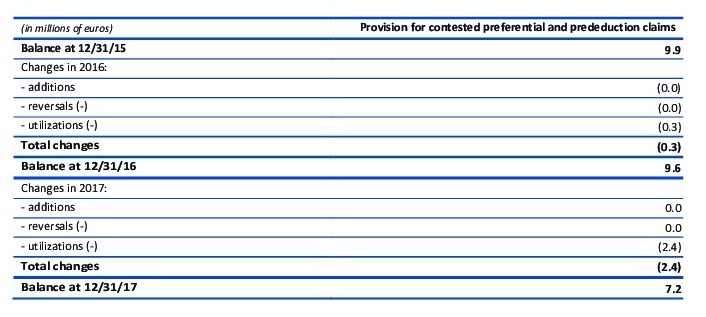 (in millions of euros) Provision for contested preferential and prededuction claims
Balance at 12/31/15 9.9
Changes in 2016:
- additions (0.0)
- reversals (-) (0.0)
- utilizations (-) (0.3)
Total changes (0.3)
Balance at 12/31/16 9.6
Changes in 2017:
- additions 0.0
- reversals (-) 0.0
- utilizations (-) (2.4)
Total changes (2.4)
Balance at 12/31/17 7.2